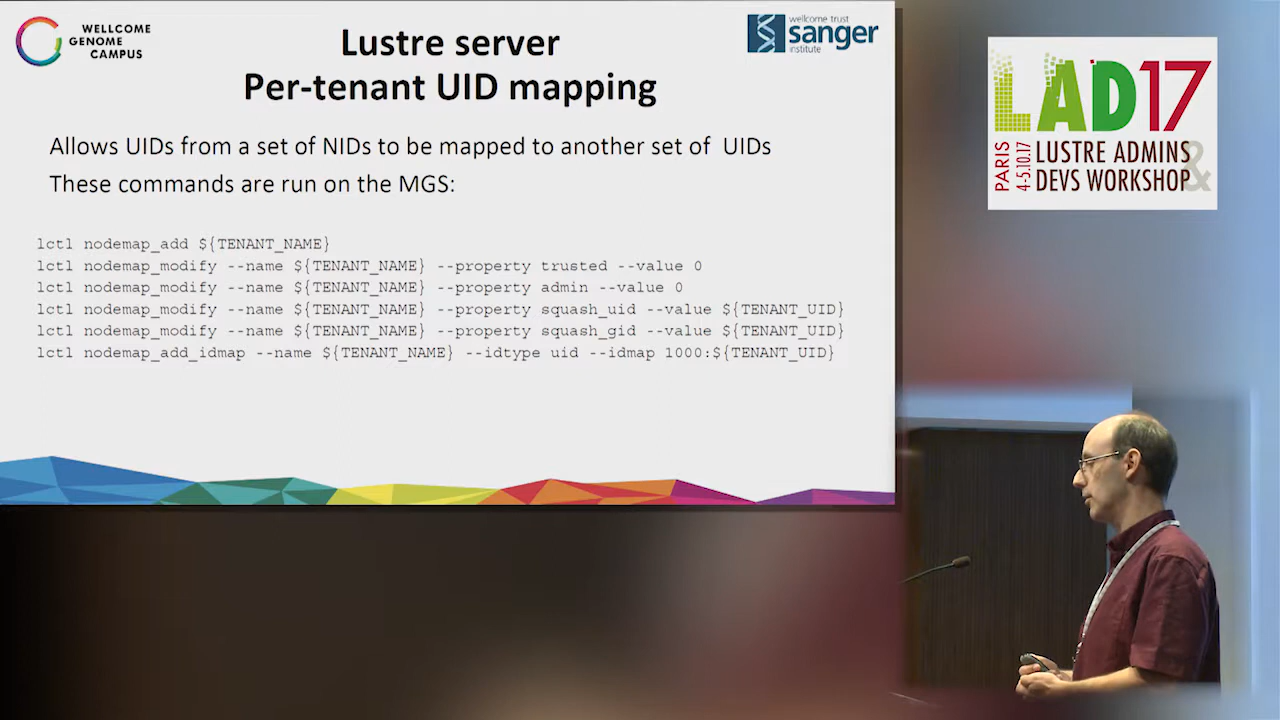 WELLCOME
GENOME
CAMPUS
Lustre server
Per-tenant UID mapping
wellcome trust
sanger
institute
Allows UIDs from a set of NIDs to be mapped to another set of  UIDs
These commands are run on the MGS:
lctl nodemap_add ${TENANT_NAME}
lctl nodemap_modify --name ${TENANT_NAME} --property trusted --value 0
lctl nodemap_modify --name ${TENANT_NAME} --property admin --value 0
lctl nodemap_modify --name ${TENANT_NAME} --property squash_uid --value ${TENANT_UID}
lctl nodemap_modify --name ${TENANT_NAME} --property squash_gid --value ${TENANT_UID}
lctl nodemap_add_idmap --name ${TENANT_NAME} --idtype uid --idmap 1000:${TENANT_UID}
LAD17
PARIS
4-5.10.17
LUSTRE ADMINS
& DEVS WORKSHOP